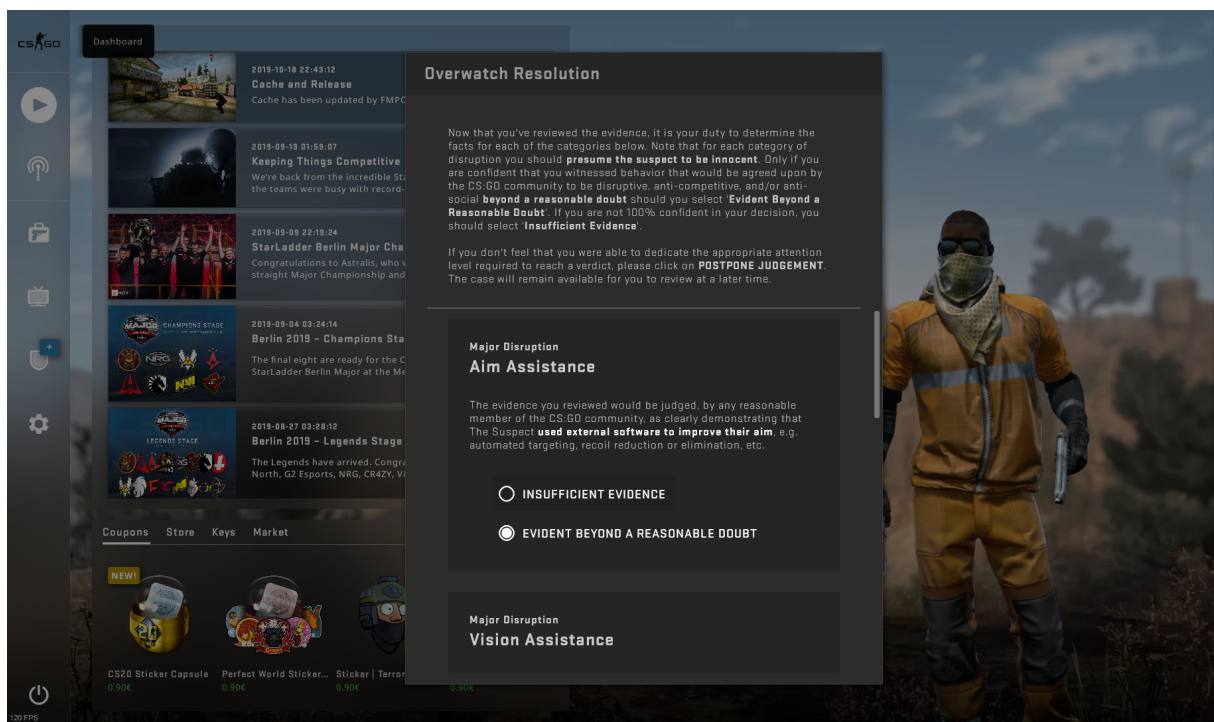 CS GO
Dashboard
2019-10-18 22:43:12
Cache and Release
Cache has been updated by FMPO
2019-09-19 01:59:07
Keeping Things Competitive
We're back from the incredible Sta
the teams were busy with record-
2019-09-09 22:19:24
StarLadder Berlin Major Cha
Congratulations to Astralis, who
straight Major Championship and
MAJOR CHAMPIONS STAGE
NRG
2019-09-04 03:24:14
Berlin 2019 – Champions Sta
The final eight are ready for the C
StarLadder Berlin Major at the Me
MAJOR
LEGENDS STAGE
2019-08-27 03:28:12
Berlin 2019 – Legends Stage
The Legends have arrived. Congra
North, G2 Esports, NRG, CR4ZY, Vi
Coupons Store Keys Market
NEW!
CS20 Sticker Capsule
0.90€
Perfect World Sticker...
0.90€
Sticker | Terror
0.90€
0.90€
120 FPS
Overwatch Resolution
Now that you've reviewed the evidence, it is your duty to determine the
facts for each of the categories below. Note that for each category of
disruption you should presume the suspect to be innocent. Only if you
are confident that you witnessed behavior that would be agreed upon by
the CS:GO community to be disruptive, anti-competitive, and/or anti-
social beyond a reasonable doubt should you select 'Evident Beyond a
Reasonable Doubt'. If you are not 100% confident in your decision, you
should select 'Insufficient Evidence'.
If you don't feel that you were able to dedicate the appropriate attention
level required to reach a verdict, please click on POSTPONE JUDGEMENT.
The case will remain available for you to review at a later time.
Major Disruption
Aim Assistance
The evidence you reviewed would be judged, by any reasonable
member of the CS:GO community, as clearly demonstrating that
The Suspect used external software to improve their aim, e.g.
automated targeting, recoil reduction or elimination, etc.
INSUFFICIENT EVIDENCE
EVIDENT BEYOND A REASONABLE DOUBT
Major Disruption
Vision Assistance